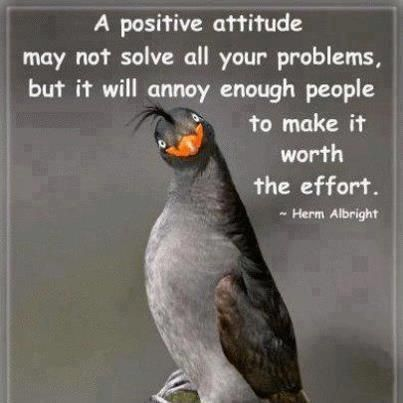 A positive attitude
may not solve all your problems,
but it will annoy enough people
to make it
worth
the effort.
~ Herm Albright